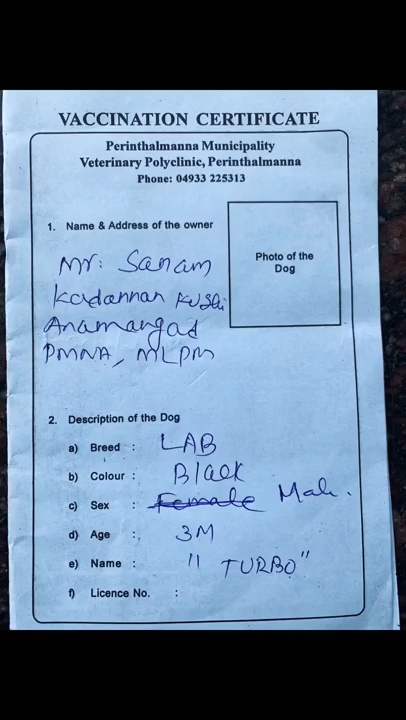 VACCINATION CERTIFICATE
Perinthalmanna Municipality
Veterinary Polyclinic, Perinthalmanna
Phone: 04933 225313
1. Name & Address of the owner
Photo of the
Dog
Mr: Sanam
Kadannan
Anamangad
PMNA, MLPM
2. Description of the Dog
a) Breed : LAB
b) Colour : Black
c) Sex : Female Male.
d) Age :, 3M
e) Name : " TURBO"
f) Licence No. :